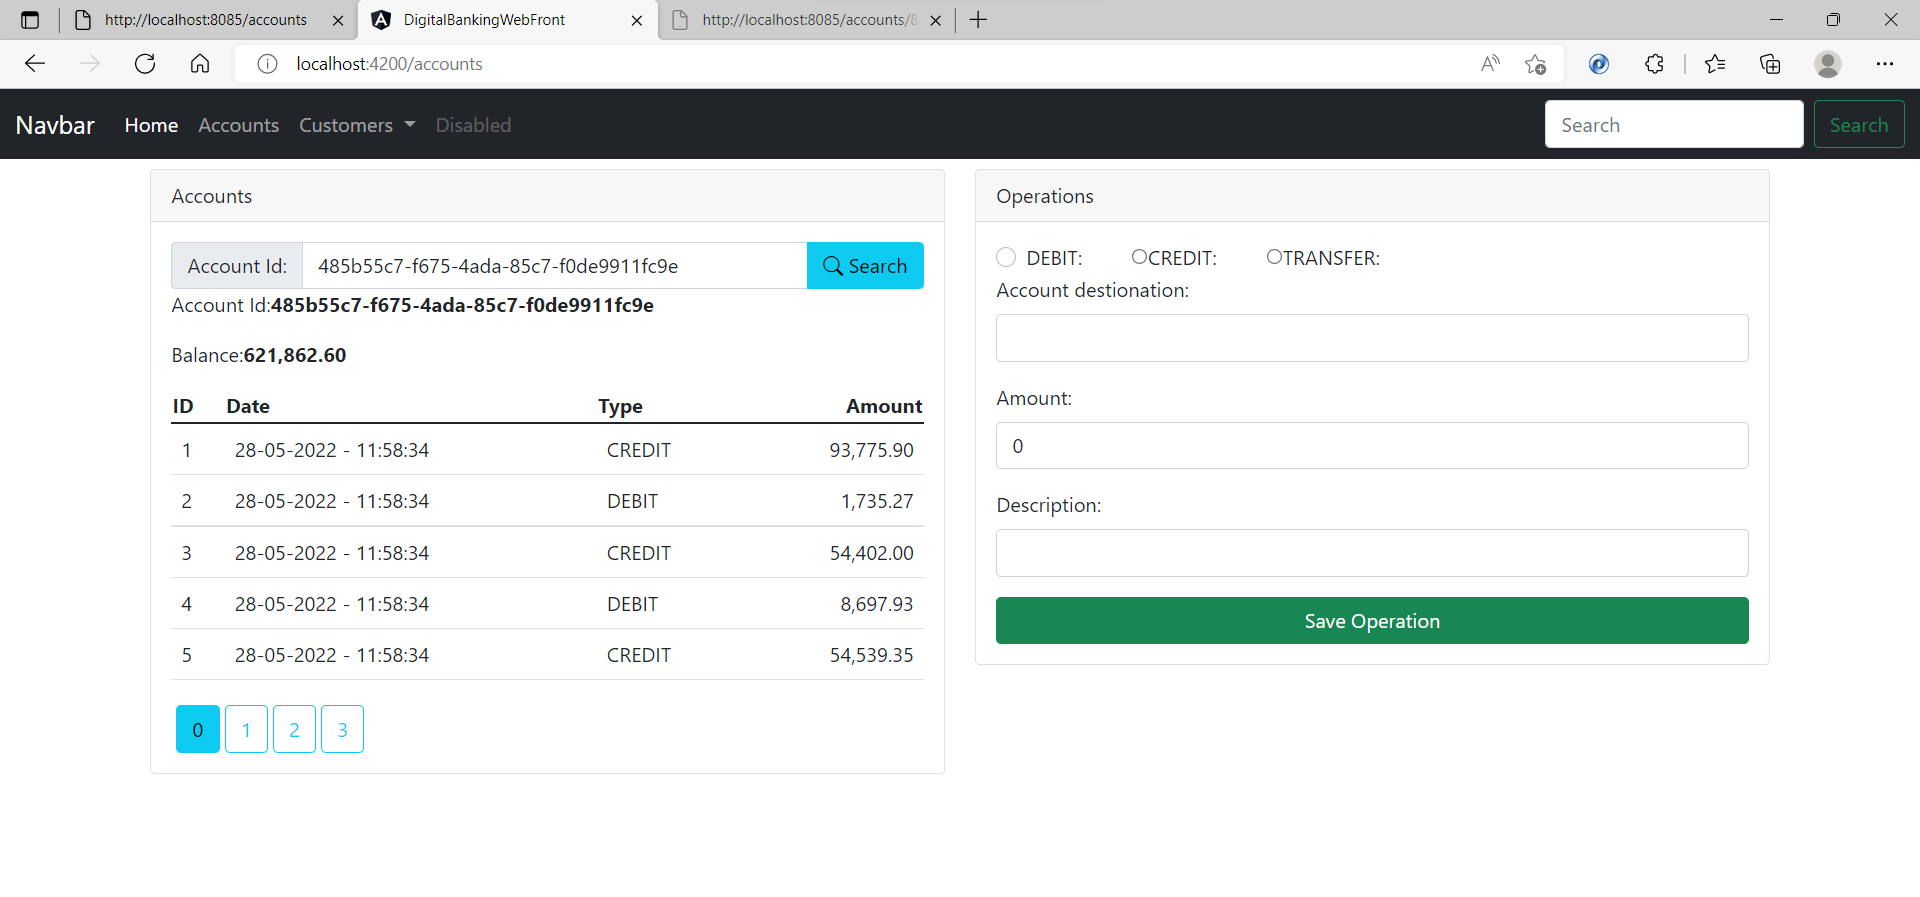 http://localhost:8085/accounts DigitalBankingWebFront http://localhost:8085/accounts/8
localhost:4200/accounts
Navbar Home Accounts Customers Disabled Search Search
Accounts
Account Id: 485b55c7-f675-4ada-85c7-f0de9911fc9e Search
Account Id:485b55c7-f675-4ada-85c7-f0de9911fc9e
Balance:621,862.60
ID Date Type Amount
1 28-05-2022 - 11:58:34 CREDIT 93,775.90
2 28-05-2022 - 11:58:34 DEBIT 1,735.27
3 28-05-2022 - 11:58:34 CREDIT 54,402.00
4 28-05-2022 - 11:58:34 DEBIT 8,697.93
5 28-05-2022 - 11:58:34 CREDIT 54,539.35
0 1 2 3
Operations
DEBIT: CREDIT: TRANSFER:
Account destionation:
Amount:
0
Description:
Save Operation